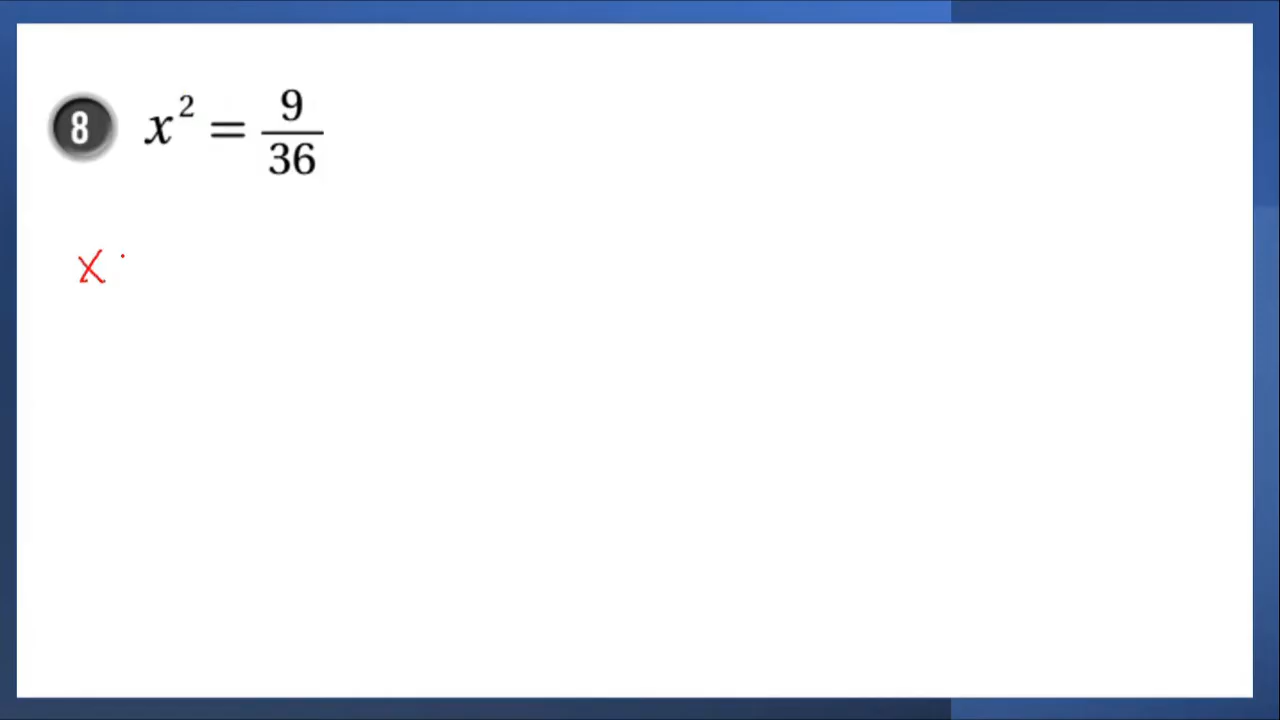 8 x² = 9/36
x